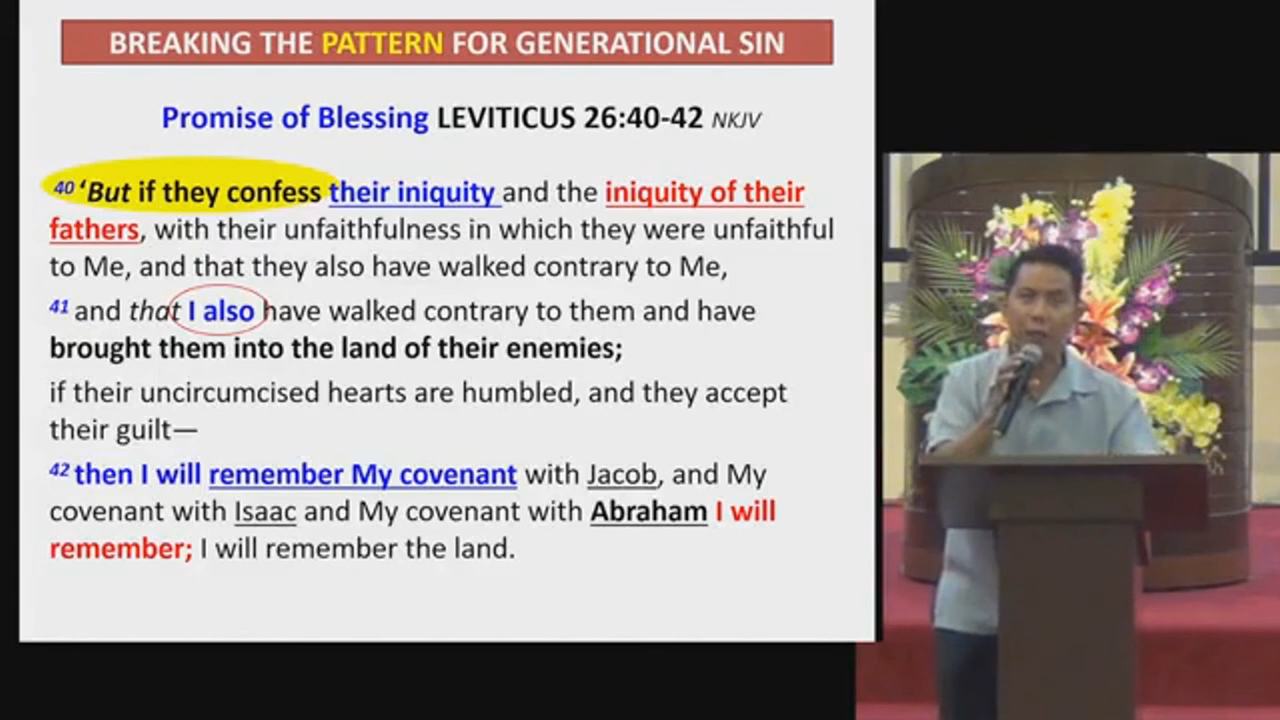 BREAKING THE PATTERN FOR GENERATIONAL SIN
Promise of Blessing LEVITICUS 26:40-42 NKJV
40 ‘But if they confess their iniquity and the iniquity of their
fathers, with their unfaithfulness in which they were unfaithful
to Me, and that they also have walked contrary to Me,
41 and that I also have walked contrary to them and have
brought them into the land of their enemies;
if their uncircumcised hearts are humbled, and they accept
their guilt—
42 then I will remember My covenant with Jacob, and My
covenant with Isaac and My covenant with Abraham I will
remember; I will remember the land.